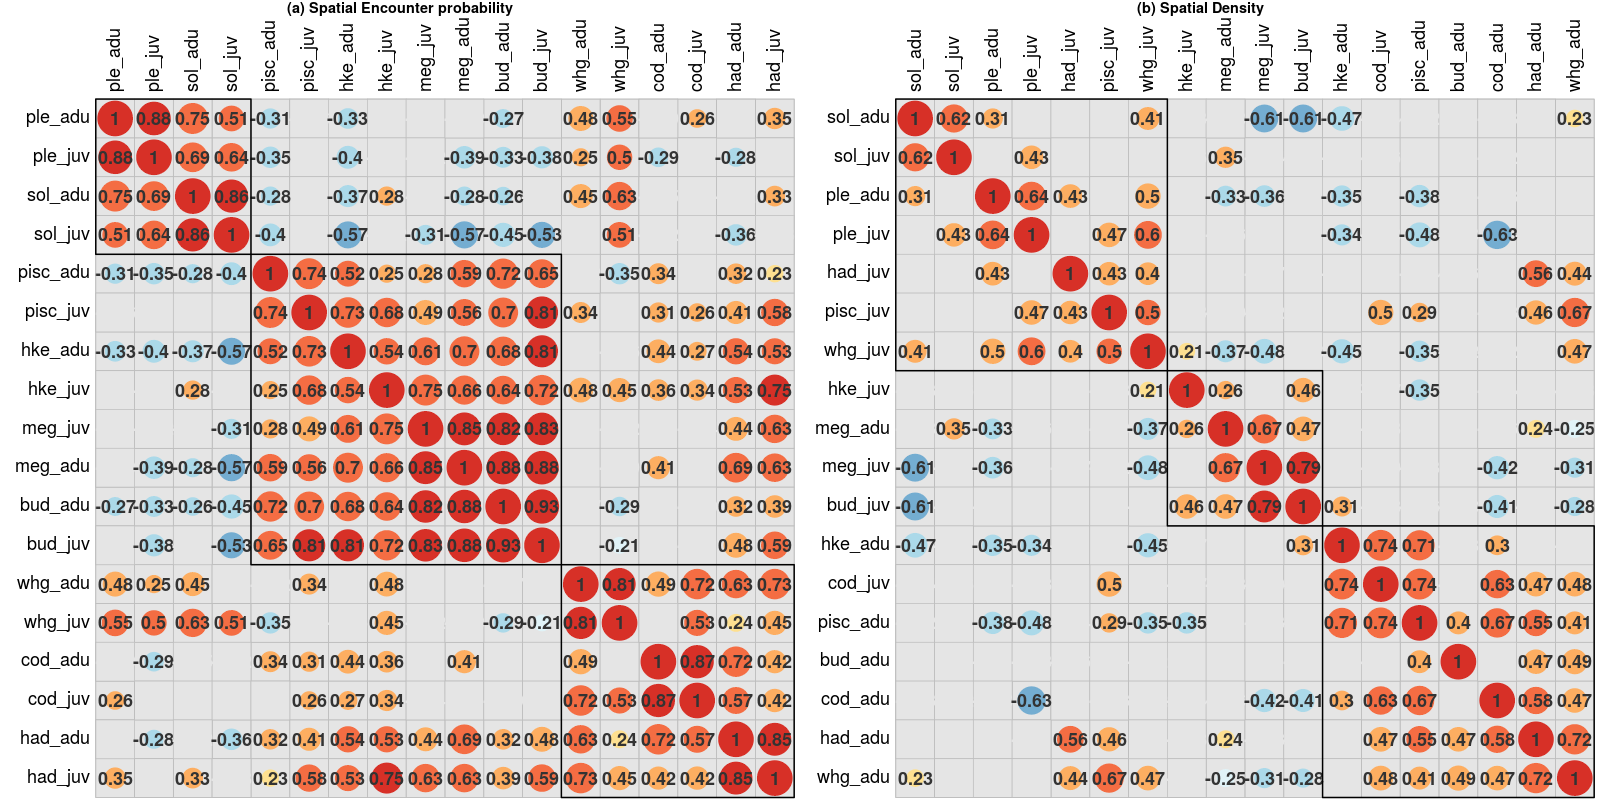 (a) Spatial Encounter probability
ple_adu ple_juv sol_adu sol_juv pisc_adu pisc_juv hke_adu hke_juv meg_juv meg_adu bud_adu bud_juv whg_adu whg_juv cod_adu cod_juv had_adu had_juv
ple_adu 1 0.88 0.75 0.51 -0.31 -0.33 -0.27 0.48 0.55 0.26 0.35
ple_juv 0.88 1 0.69 0.64 -0.35 -0.4 -0.39 -0.33 -0.38 0.25 0.5 -0.29 -0.28
sol_adu 0.75 0.69 1 0.86 -0.28 -0.37 0.28 -0.28 -0.26 0.45 0.63 0.33
sol_juv 0.51 0.64 0.86 1 -0.4 -0.57 -0.31 -0.57 -0.45 -0.53 0.51 -0.36
pisc_adu -0.31 -0.35 -0.28 -0.4 1 0.74 0.52 0.25 0.28 0.59 0.72 0.65 -0.35 0.34 0.32 0.23
pisc_juv 0.74 1 0.73 0.68 0.49 0.56 0.7 0.81 0.34 0.31 0.26 0.41 0.58
hke_adu -0.33 -0.4 -0.37 -0.57 0.52 0.73 1 0.54 0.61 0.7 0.68 0.81 0.44 0.27 0.54 0.53
hke_juv 0.28 0.25 0.68 0.54 1 0.75 0.66 0.64 0.72 0.48 0.45 0.36 0.34 0.53 0.75
meg_juv -0.31 0.28 0.49 0.61 0.75 1 0.85 0.82 0.83 0.44 0.63
meg_adu -0.39 -0.28 -0.57 0.59 0.56 0.7 0.66 0.85 1 0.88 0.88 0.41 0.69 0.63
bud_adu -0.27 -0.33 -0.26 -0.45 0.72 0.7 0.68 0.64 0.82 0.88 1 0.93 -0.29 0.32 0.39
bud_juv -0.38 -0.53 0.65 0.81 0.81 0.72 0.83 0.88 0.93 1 -0.21 0.48 0.59
whg_adu 0.48 0.25 0.45 0.34 0.48 1 0.81 0.49 0.72 0.63 0.73
whg_juv 0.55 0.5 0.63 0.51 -0.35 0.45 -0.29 -0.21 0.81 1 0.53 0.24 0.45
cod_adu -0.29 0.34 0.31 0.44 0.36 0.41 0.49 1 0.87 0.72 0.42
cod_juv 0.26 0.26 0.27 0.34 0.72 0.53 0.87 1 0.57 0.42
had_adu -0.28 -0.36 0.32 0.41 0.54 0.53 0.44 0.69 0.32 0.48 0.63 0.24 0.72 0.57 1 0.85
had_juv 0.35 0.33 0.23 0.58 0.53 0.75 0.63 0.63 0.39 0.59 0.73 0.45 0.42 0.42 0.85 1
(b) Spatial Density
sol_adu sol_juv ple_adu ple_juv had_juv pisc_juv whg_juv hke_juv meg_adu meg_juv bud_juv hke_adu cod_juv pisc_adu bud_adu cod_adu had_adu whg_adu
sol_adu 1 0.62 0.31 0.41 -0.61 -0.61 -0.47 0.23
sol_juv 0.62 1 0.43 0.35
ple_adu 0.31 1 0.64 0.43 0.5 -0.33 -0.36 -0.35 -0.38
ple_juv 0.43 0.64 1 0.47 0.6 -0.34 -0.48 -0.63
had_juv 0.43 1 0.43 0.4 0.56 0.44
pisc_juv 0.47 0.43 1 0.5 0.5 0.29 0.46 0.67
whg_juv 0.41 0.5 0.6 0.4 0.5 1 0.21 -0.37 -0.48 -0.45 -0.35 0.47
hke_juv 0.21 1 0.26 0.46 -0.35
meg_adu 0.35 -0.33 -0.37 0.26 1 0.67 0.47 0.24 -0.25
meg_juv -0.61 -0.36 -0.48 0.67 1 0.79 -0.42 -0.31
bud_juv -0.61 0.46 0.47 0.79 1 0.31 -0.41 -0.28
hke_adu -0.47 -0.35 -0.34 -0.45 0.31 1 0.74 0.71 0.3
cod_juv 0.5 0.74 1 0.74 0.63 0.47 0.48
pisc_adu -0.38 -0.48 0.29 -0.35 -0.35 0.71 0.74 1 0.4 0.67 0.55 0.41
bud_adu 0.4 1 0.47 0.49
cod_adu -0.63 -0.42 -0.41 0.3 0.63 0.67 1 0.58 0.47
had_adu 0.56 0.46 0.24 0.47 0.55 0.47 0.58 1 0.72
whg_adu 0.23 0.44 0.67 0.47 -0.25 -0.31 -0.28 0.48 0.41 0.49 0.47 0.72 1